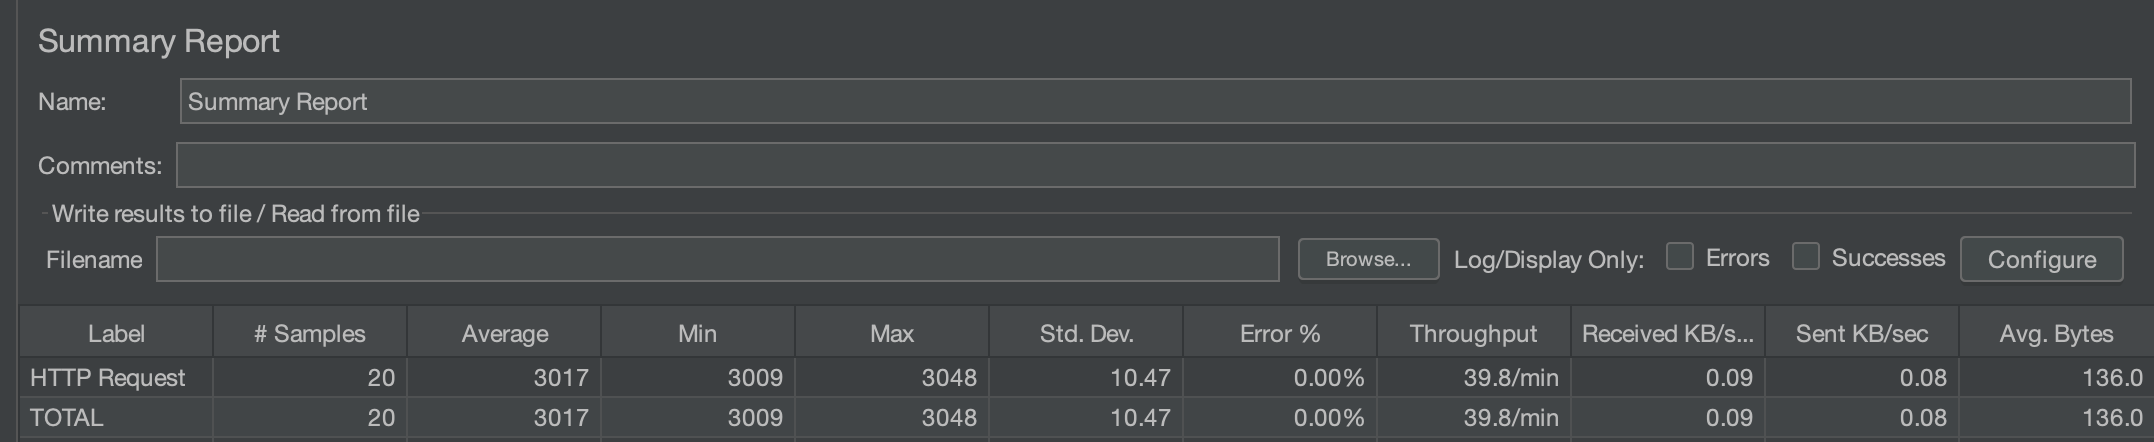 Summary Report
Name: Summary Report
Comments:
Write results to file / Read from file
Filename Browse... Log/Display Only: Errors Successes Configure
Label # Samples Average Min Max Std. Dev. Error % Throughput Received KB/s... Sent KB/sec Avg. Bytes
HTTP Request 20 3017 3009 3048 10.47 0.00% 39.8/min 0.09 0.08 136.0
TOTAL 20 3017 3009 3048 10.47 0.00% 39.8/min 0.09 0.08 136.0